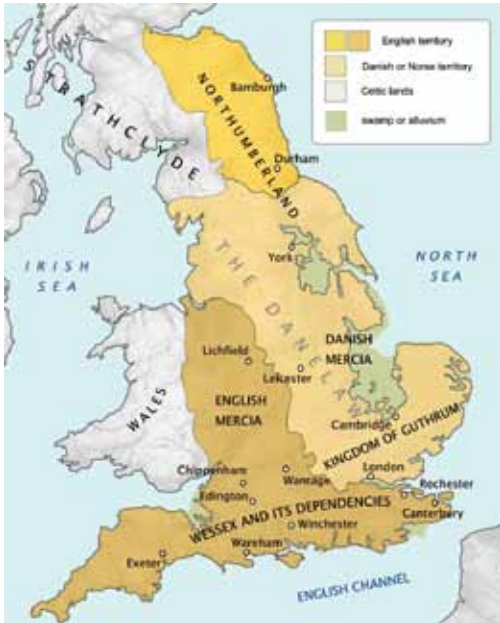 English territory
Danish or Norse territory
Celtic lands
swamp or alluvium
STRATHCLYDE
NORTHUMBERLAND
Bamburgh
Durham
IRISH
SEA
NORTH
SEA
York
THE DANELAW
DANISH
MERCIA
Lichfield
Leicester
ENGLISH
MERCIA
WALES
Cambridge
KINGDOM OF GUTHRUM
Chippenham
Wantage
London
Rochester
Edington
Canterbury
WESSEX AND ITS DEPENDENCIES
Winchester
Wareham
Exeter
ENGLISH CHANNEL